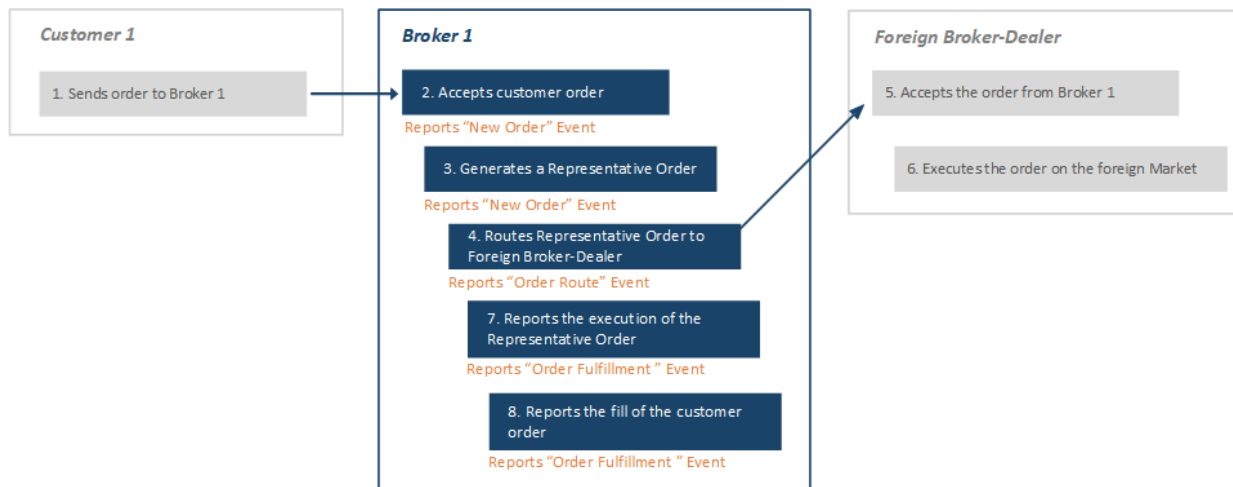 Customer 1
1. Sends order to Broker 1
Broker 1
2. Accepts customer order
Reports “New Order” Event
3. Generates a Representative Order
Reports “New Order” Event
4. Routes Representative Order to
Foreign Broker-Dealer
Reports “Order Route” Event
7. Reports the execution of the
Representative Order
Reports “Order Fulfillment ” Event
8. Reports the fill of the customer
order
Reports “Order Fulfillment ” Event
Foreign Broker-Dealer
5. Accepts the order from Broker 1
6. Executes the order on the foreign Market